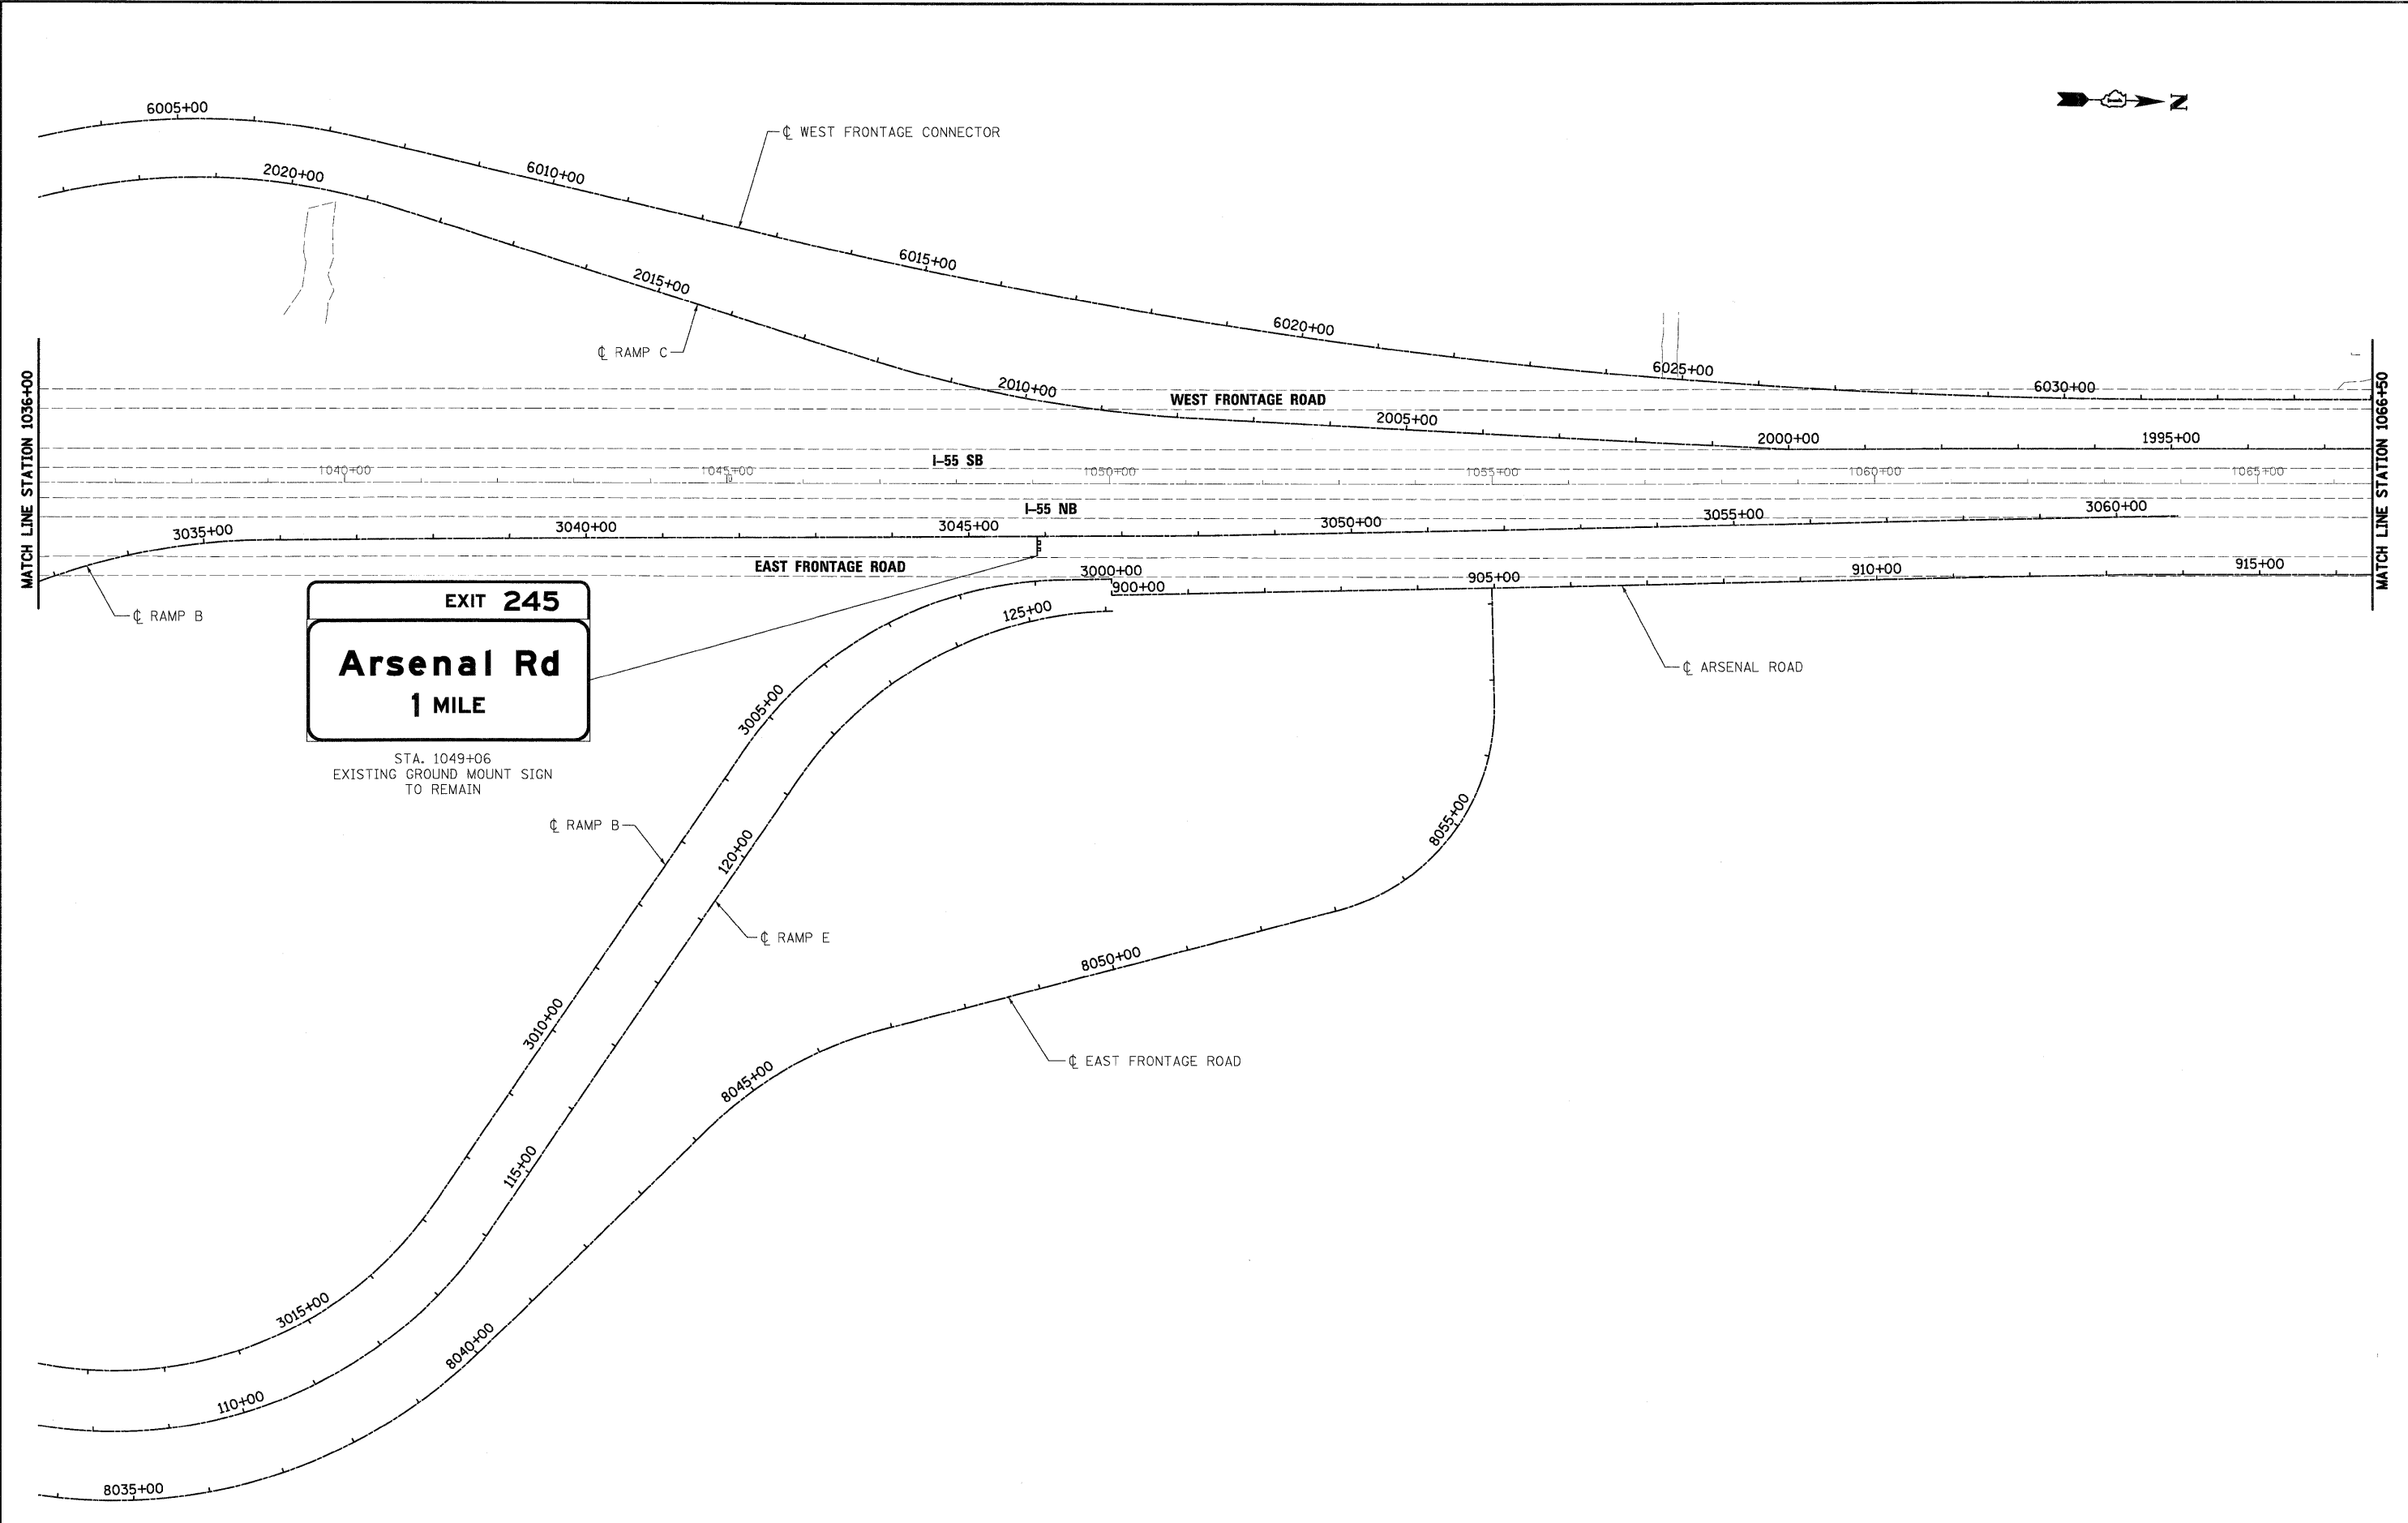 6005+00
N
1
℄ WEST FRONTAGE CONNECTOR
2020+00
6010+00
6015+00
2015+00
6020+00
℄ RAMP C
6025+00
MATCH LINE STATION 1036+00
MATCH LINE STATION 1066+50
2010+00
6030+00
WEST FRONTAGE ROAD
2005+00
2000+00
1995+00
I-55 SB
1040+00
1045+00
1050+00
1055+00
1060+00
1065+00
I-55 NB
3035+00
3040+00
3045+00
3050+00
3055+00
3060+00
EAST FRONTAGE ROAD
3000+00
905+00
910+00
915+00
900+00
℄ RAMP B
EXIT 245
125+00
Arsenal Rd
1 MILE
℄ ARSENAL ROAD
3005+00
STA. 1049+06
EXISTING GROUND MOUNT SIGN
TO REMAIN
℄ RAMP B
120+00
8055+00
℄ RAMP E
8050+00
3010+00
℄ EAST FRONTAGE ROAD
8045+00
115+00
3015+00
8040+00
110+00
8035+00